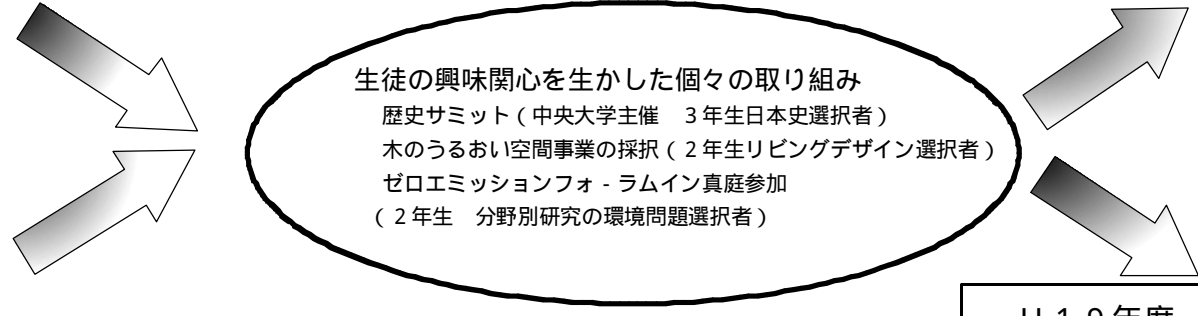 生徒の興味関心を生かした個々の取り組み
歴史サミット（中央大学主催　３年生日本史選択者）
木のうるおい空間事業の採択（２年生リビングデザイン選択者）
ゼロエミッションフォ‐ラムイン真庭参加
（２年生　分野別研究の環境問題選択者）
Ｈ１９年度